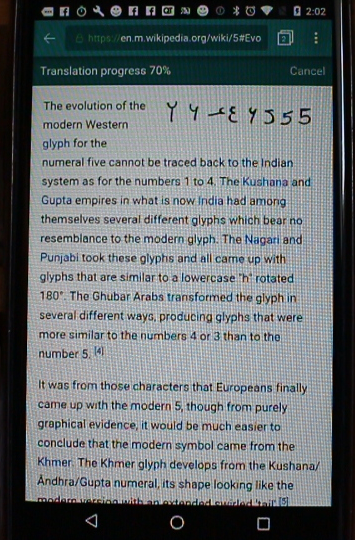 2:02
https://en.m.wikipedia.org/wiki/5#Evo
Translation progress 70%
Cancel
The evolution of the
modern Western
glyph for the
numeral five cannot be traced back to the Indian
system as for the numbers 1 to 4. The Kushana and
Gupta empires in what is now India had among
themselves several different glyphs which bear no
resemblance to the modern glyph. The Nagari and
Punjabi took these glyphs and all came up with
glyphs that are similar to a lowercase "h" rotated
180°. The Ghubar Arabs transformed the glyph in
several different ways, producing glyphs that were
more similar to the numbers 4 or 3 than to the
number 5. [4]
It was from those characters that Europeans finally
came up with the modern 5, though from purely
graphical evidence, it would be much easier to
conclude that the modern symbol came from the
Khmer. The Khmer glyph develops from the Kushana/
Andhra/Gupta numeral, its shape looking like the
modern version with an extended swirled 'tail' [5]